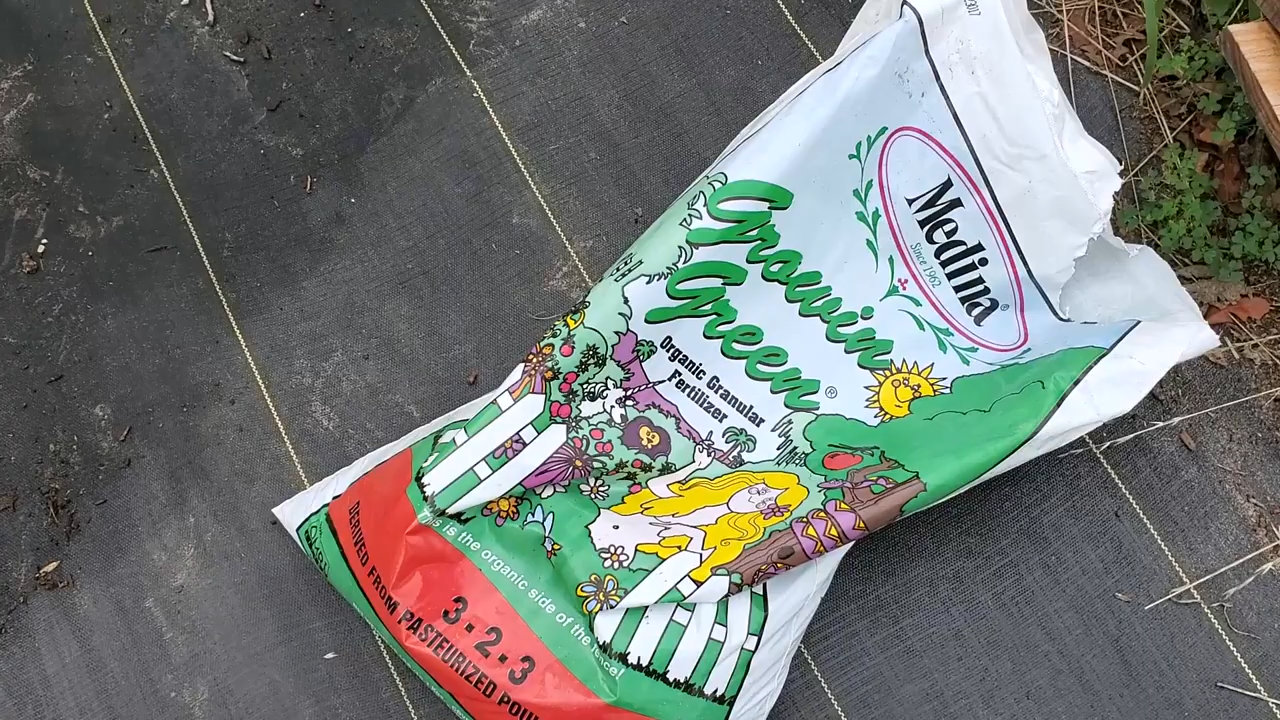 Medina®
Since 1962
Growin
Green®
Organic Granular
Fertilizer
This is the organic side of the fence!
3-2-3
DERIVED FROM PASTEURIZED